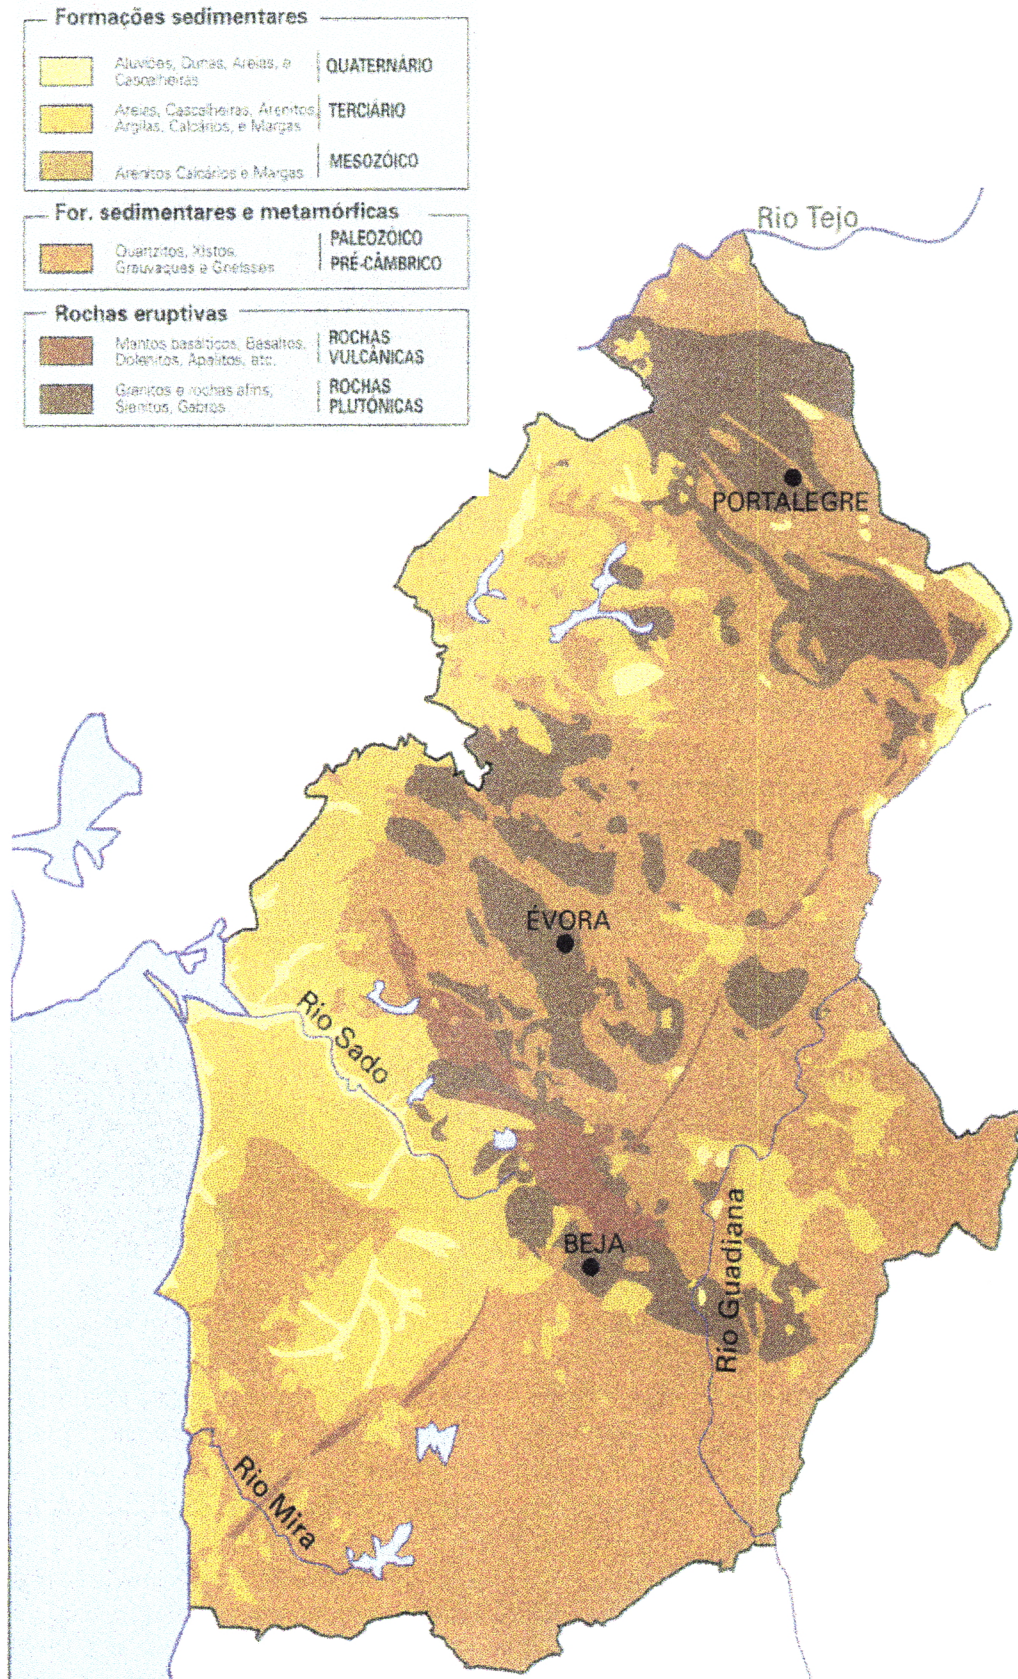 Formações sedimentares
Aluviões, Dunas, Areias, e
Cascalheiras
QUATERNÁRIO
Areias, Cascalheiras, Arenitos,
Argilas, Calcários, e Margas
TERCIÁRIO
Arenitos Calcários e Margas
MESOZÓICO
For. sedimentares e metamórficas
Quartzitos, Xistos,
Grauvaques e Gneisses
PALEOZÓICO
PRÉ-CÂMBRICO
Rochas eruptivas
Mantos basálticos, Basaltos,
Doleritos, Apalitos, etc.
ROCHAS
VULCÂNICAS
Granitos e rochas afins,
Sienitos, Gabros
ROCHAS
PLUTÓNICAS
Rio Tejo
PORTALEGRE
ÉVORA
Rio Sado
BEJA
Rio Guadiana
Rio Mira